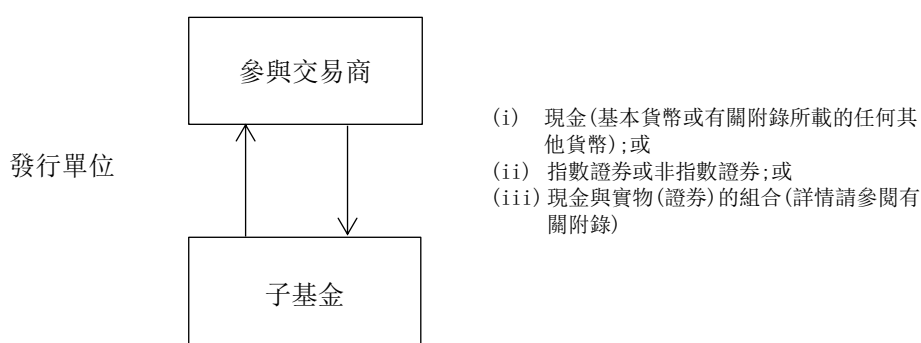 參與交易商
發行單位
(i) 現金(基本貨幣或有關附錄所載的任何其
他貨幣);或
(ii) 指數證券或非指數證券;或
(iii) 現金與實物(證券)的組合(詳情請參閱有
關附錄)
子基金